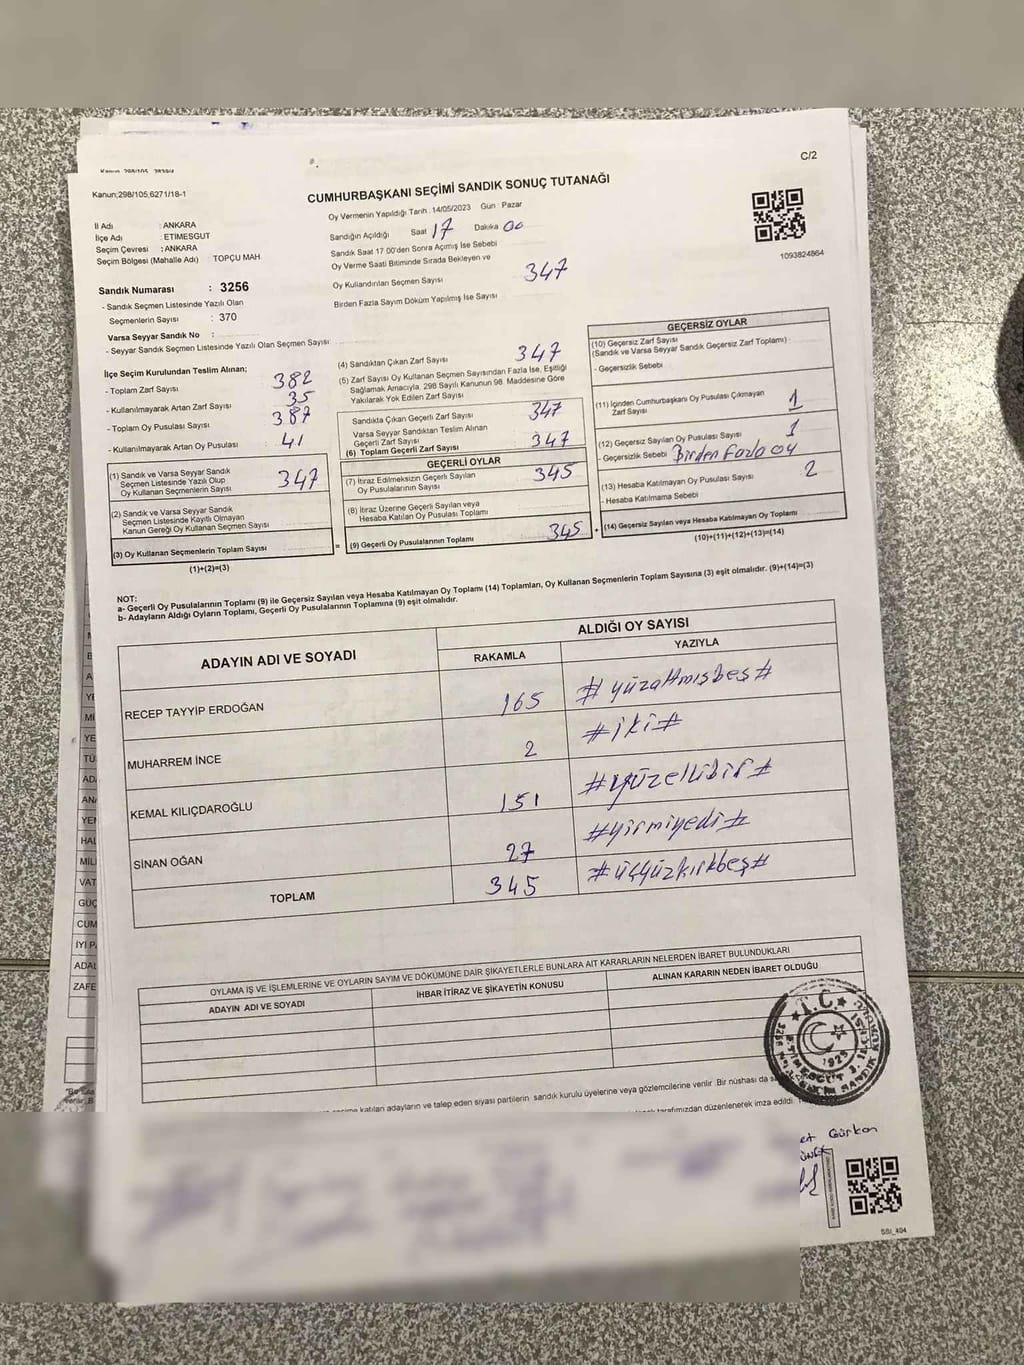 C/2
Kanun;298/105,6271/18-1
CUMHURBAŞKANI SEÇİMİ SANDIK SONUÇ TUTANAĞI
İl Adı : ANKARA
İlçe Adı : ETİMESGUT
Seçim Çevresi : ANKARA
Seçim Bölgesi (Mahalle Adı) TOPÇU MAH.
Sandık Numarası : 3256
- Sandık Seçmen Listesinde Yazılı Olan
Seçmenlerin Sayısı : 370
Varsa Seyyar Sandık No :
- Seyyar Sandık Seçmen Listesinde Yazılı Olan Seçmen Sayısı:
Oy Vermenin Yapıldığı Tarih : 14/05/2023 Gün : Pazar
Sandığın Açıldığı Saat 17 Dakika 00
Sandık Saat 17 00'den Sonra Açılmış İse Sebebi
Oy Verme Saati Bitiminde Sırada Bekleyen ve
Oy Kullandırılan Seçmen Sayısı 347
Birden Fazla Sayım Döküm Yapılmış İse Sayısı
1093824864
İlçe Seçim Kurulundan Teslim Alınan;
- Toplam Zarf Sayısı 382
- Kullanılmayarak Artan Zarf Sayısı 35
- Toplam Oy Pusulası Sayısı 387
- Kullanılmayarak Artan Oy Pusulası : 41
(1) Sandık ve Varsa Seyyar Sandık
Seçmen Listesinde Yazılı Olup
Oy Kullanan Seçmenlerin Sayısı 347
(2) Sandık ve Varsa Seyyar Sandık
Seçmen Listesinde Kayıtlı Olmayan
Kanun Gereği Oy Kullanan Seçmen Sayısı
(3) Oy Kullanan Seçmenlerin Toplam Sayısı
(1)+(2)=(3)
(4) Sandıktan Çıkan Zarf Sayısı 347
(5) Zarf Sayısı Oy Kullanan Seçmen Sayısından Fazla İse, Eşitliği
Sağlamak Amacıyla, 298 Sayılı Kanunun 98. Maddesine Göre
Yakılarak Yok Edilen Zarf Sayısı
Sandıkta Çıkan Geçerli Zarf Sayısı 347
Varsa Seyyar Sandıktan Teslim Alınan
Geçerli Zarf Sayısı
(6) Toplam Geçerli Zarf Sayısı 347
GEÇERLİ OYLAR
(7) İtiraz Edilmeksizin Geçerli Sayılan
Oy Pusulalarının Sayısı 345
(8) İtiraz Üzerine Geçerli Sayılan veya
Hesaba Katılan Oy Pusulası Toplamı
= (9) Geçerli Oy Pusulalarının Toplamı 345 +
GEÇERSİZ OYLAR
(10) Geçersiz Zarf Sayısı
(Sandık ve Varsa Seyyar Sandık Geçersiz Zarf Toplamı)
- Geçersizlik Sebebi
(11) İçinden Cumhurbaşkanı Oy Pusulası Çıkmayan
Zarf Sayısı 1
(12) Geçersiz Sayılan Oy Pusulası Sayısı 1
- Geçersizlik Sebebi Birden fazla oy
(13) Hesaba Katılmayan Oy Pusulası Sayısı 2
- Hesaba Katılmama Sebebi
(14) Geçersiz Sayılan veya Hesaba Katılmayan Oy Toplamı
(10)+(11)+(12)+(13)=(14)
NOT:
a- Geçerli Oy Pusulalarının Toplamı (9) ile Geçersiz Sayılan veya Hesaba Katılmayan Oy Toplamı (14) Toplamları, Oy Kullanan Seçmenlerin Toplam Sayısına (3) eşit olmalıdır. (9)+(14)=(3)
b- Adayların Aldığı Oyların Toplamı, Geçerli Oy Pusulalarının Toplamına (9) eşit olmalıdır.
ADAYIN ADI VE SOYADI
ALDIĞI OY SAYISI
RAKAMLA YAZIYLA
RECEP TAYYİP ERDOĞAN 165 # yüzaltmışbeş #
MUHARREM İNCE 2 # iki #
KEMAL KILIÇDAROĞLU 151 # yüzellibir #
SİNAN OĞAN 27 # yirmiyedi #
TOPLAM 345 # üçyüzkırkbeş #
OYLAMA İŞ VE İŞLEMLERİNE VE OYLARIN SAYIM VE DÖKÜMÜNE DAİR ŞİKAYETLERLE BUNLARA AİT KARARLARIN NELERDEN İBARET BULUNDUKLARI
ADAYIN ADI VE SOYADI İHBAR İTİRAZ VE ŞİKAYETİN KONUSU ALINAN KARARIN NEDEN İBARET OLDUĞU
T.C.
1923
katılan adayların ve talep eden siyasi partilerin sandık kurulu üyelerine veya gözlemcilerine verilir .Bir nüshası da
tarafımızdan düzenlenerek imza edildi.
et Gürkan
SSI_404